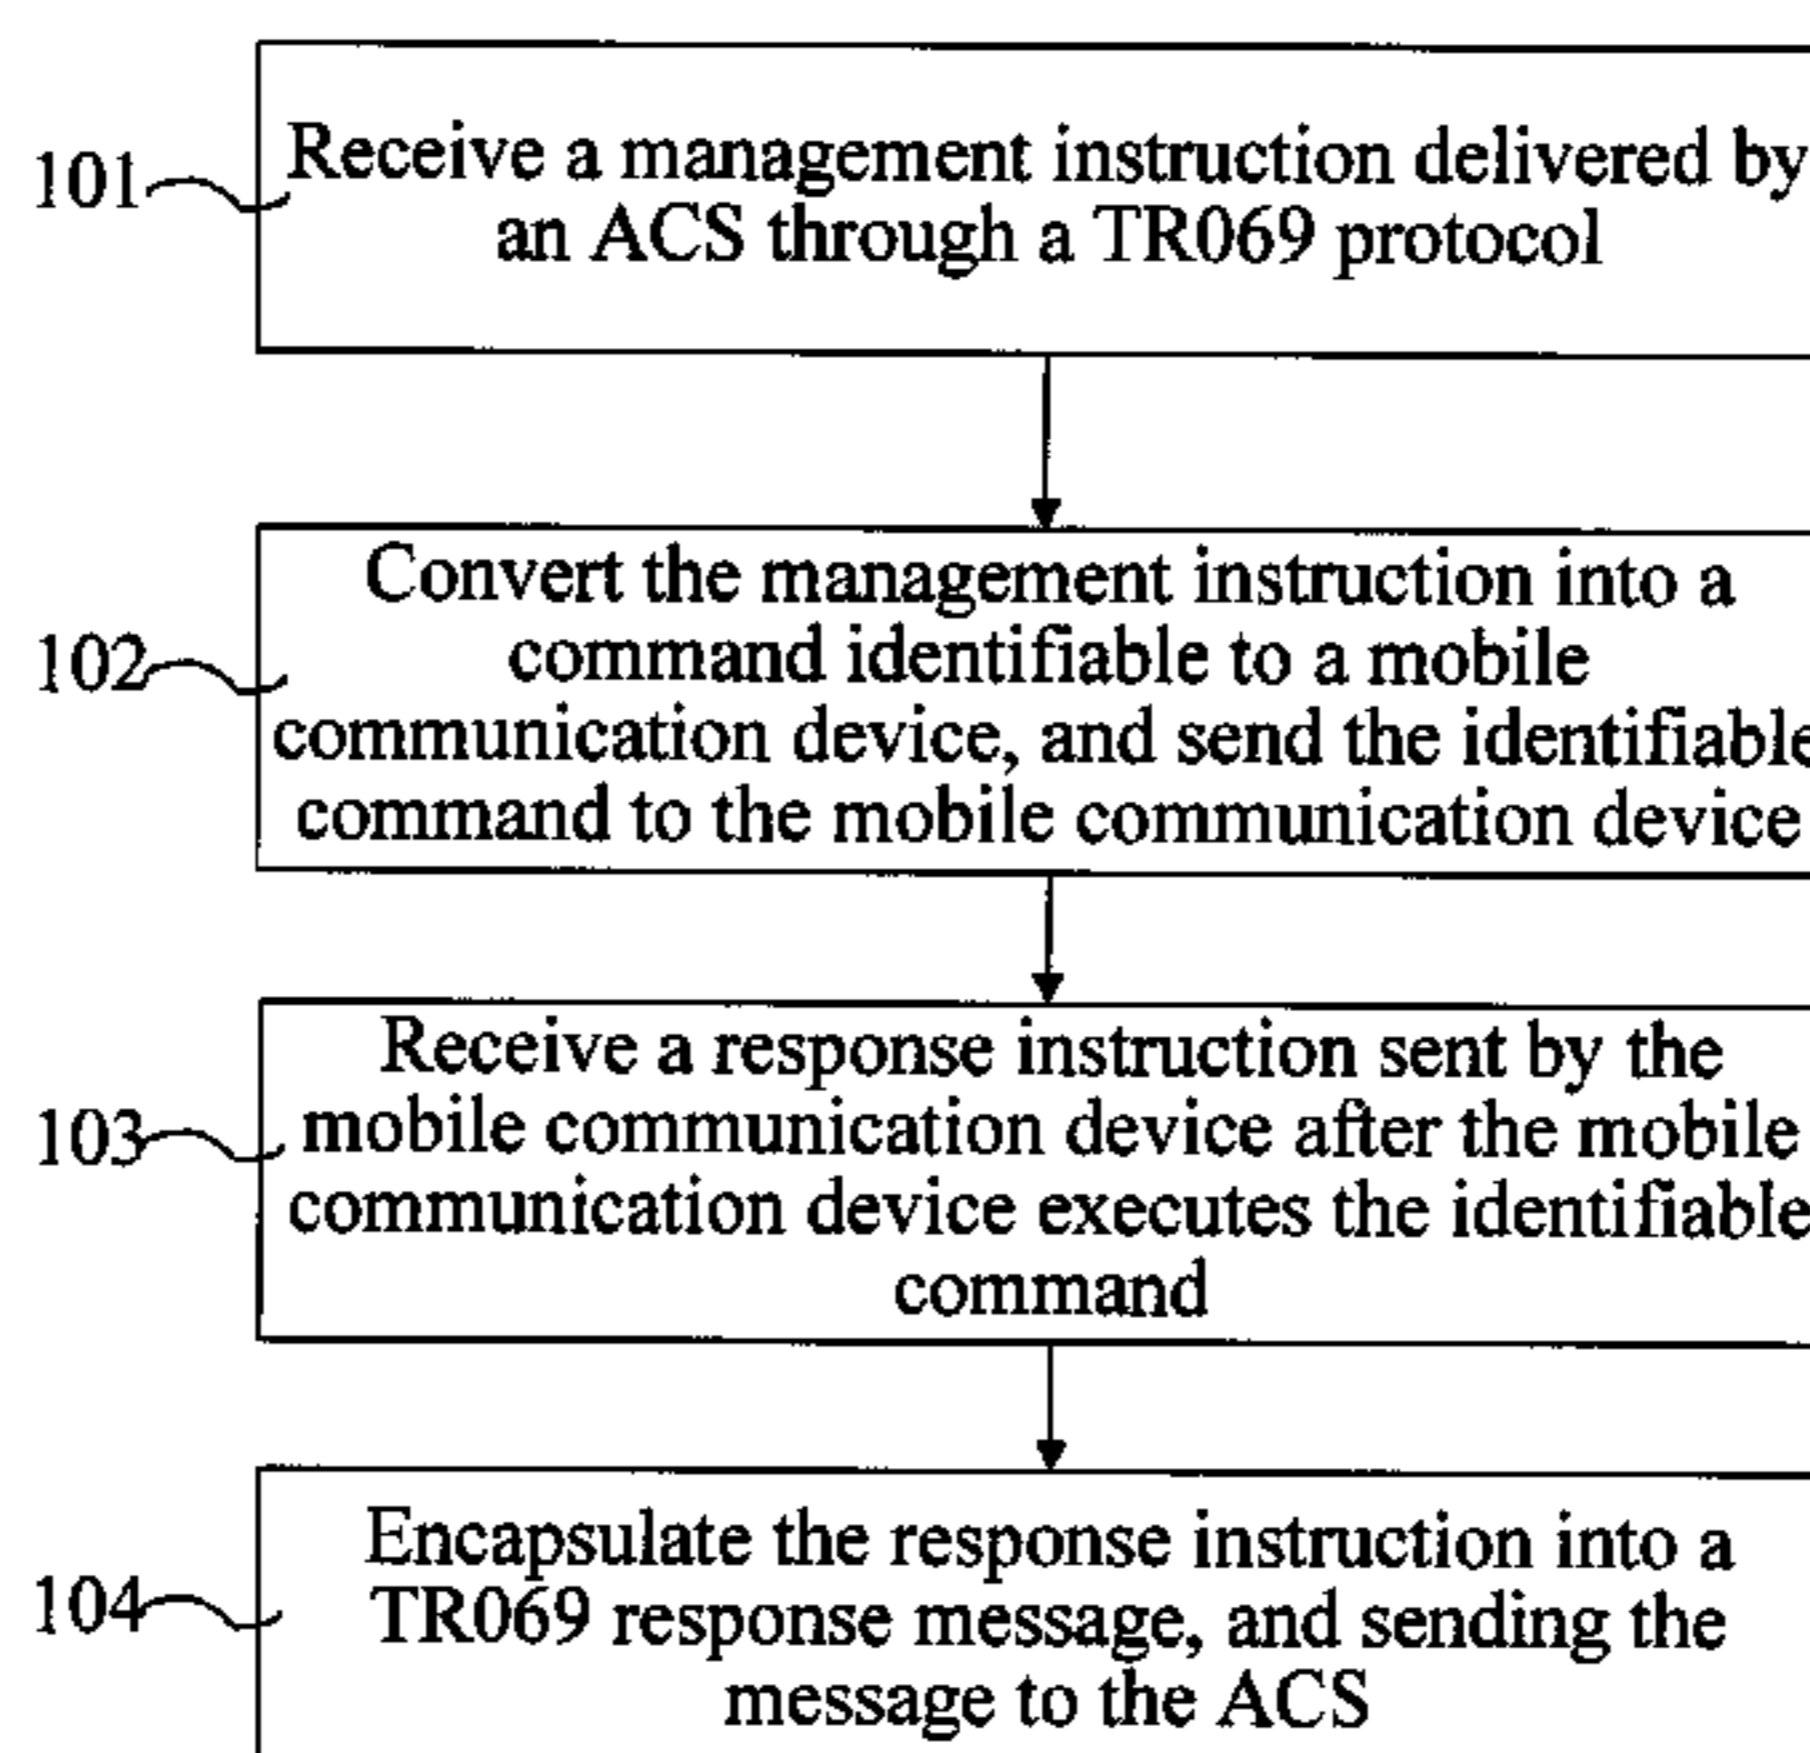 101
Receive a management instruction delivered by
an ACS through a TR069 protocol
102
Convert the management instruction into a
command identifiable to a mobile
communication device, and send the identifiable
command to the mobile communication device
103
Receive a response instruction sent by the
mobile communication device after the mobile
communication device executes the identifiable
command
104
Encapsulate the response instruction into a
TR069 response message, and sending the
message to the ACS